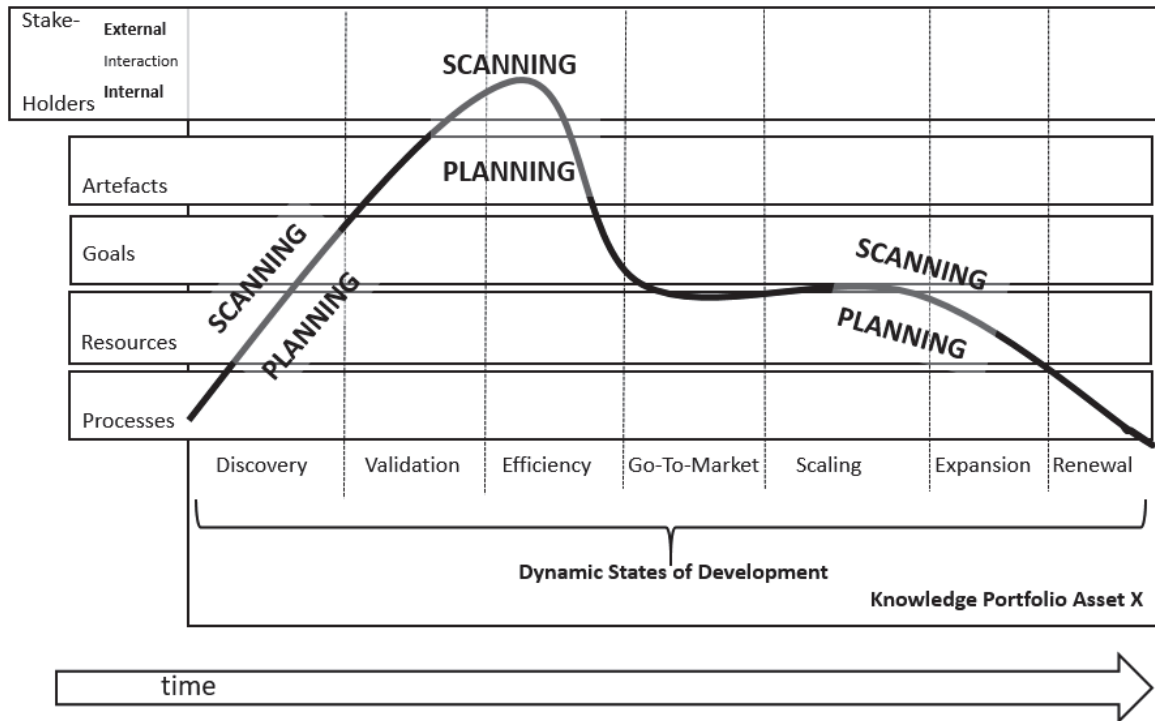 Stake-
External
Interaction
Internal
Holders
SCANNING
PLANNING
Artefacts
Goals
SCANNING
PLANNING
SCANNING
PLANNING
Resources
Processes
Discovery
Validation
Efficiency
Go-To-Market
Scaling
Expansion
Renewal
Dynamic States of Development
Knowledge Portfolio Asset X
time